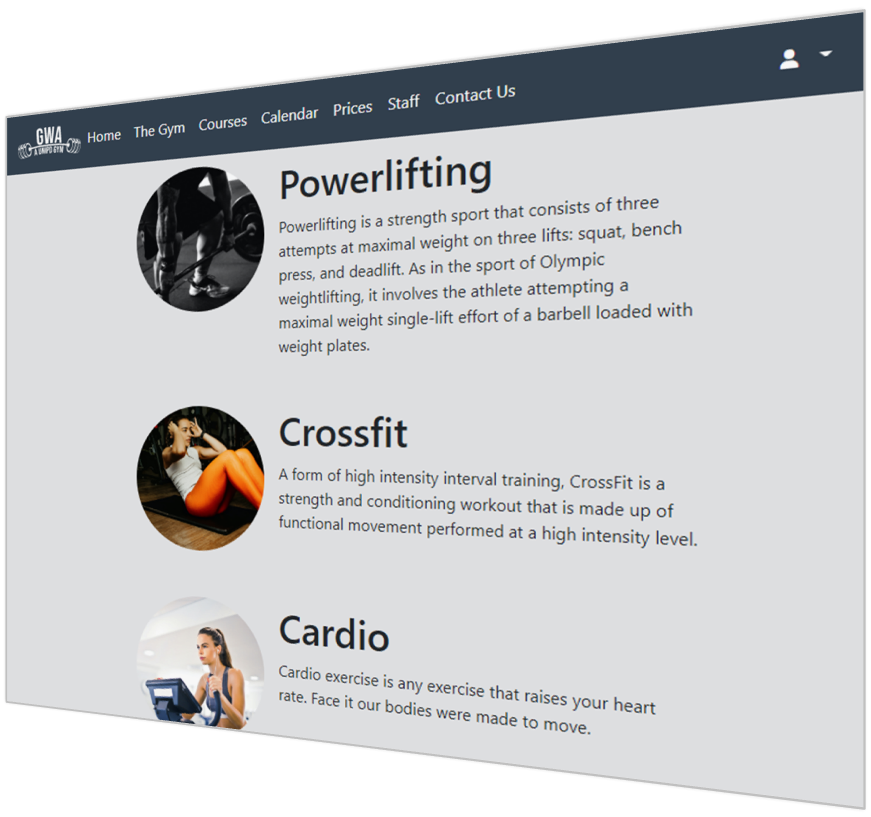 GWA
A UNIPD GYM
Home The Gym Courses Calendar Prices Staff Contact Us
Powerlifting
Powerlifting is a strength sport that consists of three
attempts at maximal weight on three lifts: squat, bench
press, and deadlift. As in the sport of Olympic
weightlifting, it involves the athlete attempting a
maximal weight single-lift effort of a barbell loaded with
weight plates.
Crossfit
A form of high intensity interval training, CrossFit is a
strength and conditioning workout that is made up of
functional movement performed at a high intensity level.
Cardio
Cardio exercise is any exercise that raises your heart
rate. Face it our bodies were made to move.